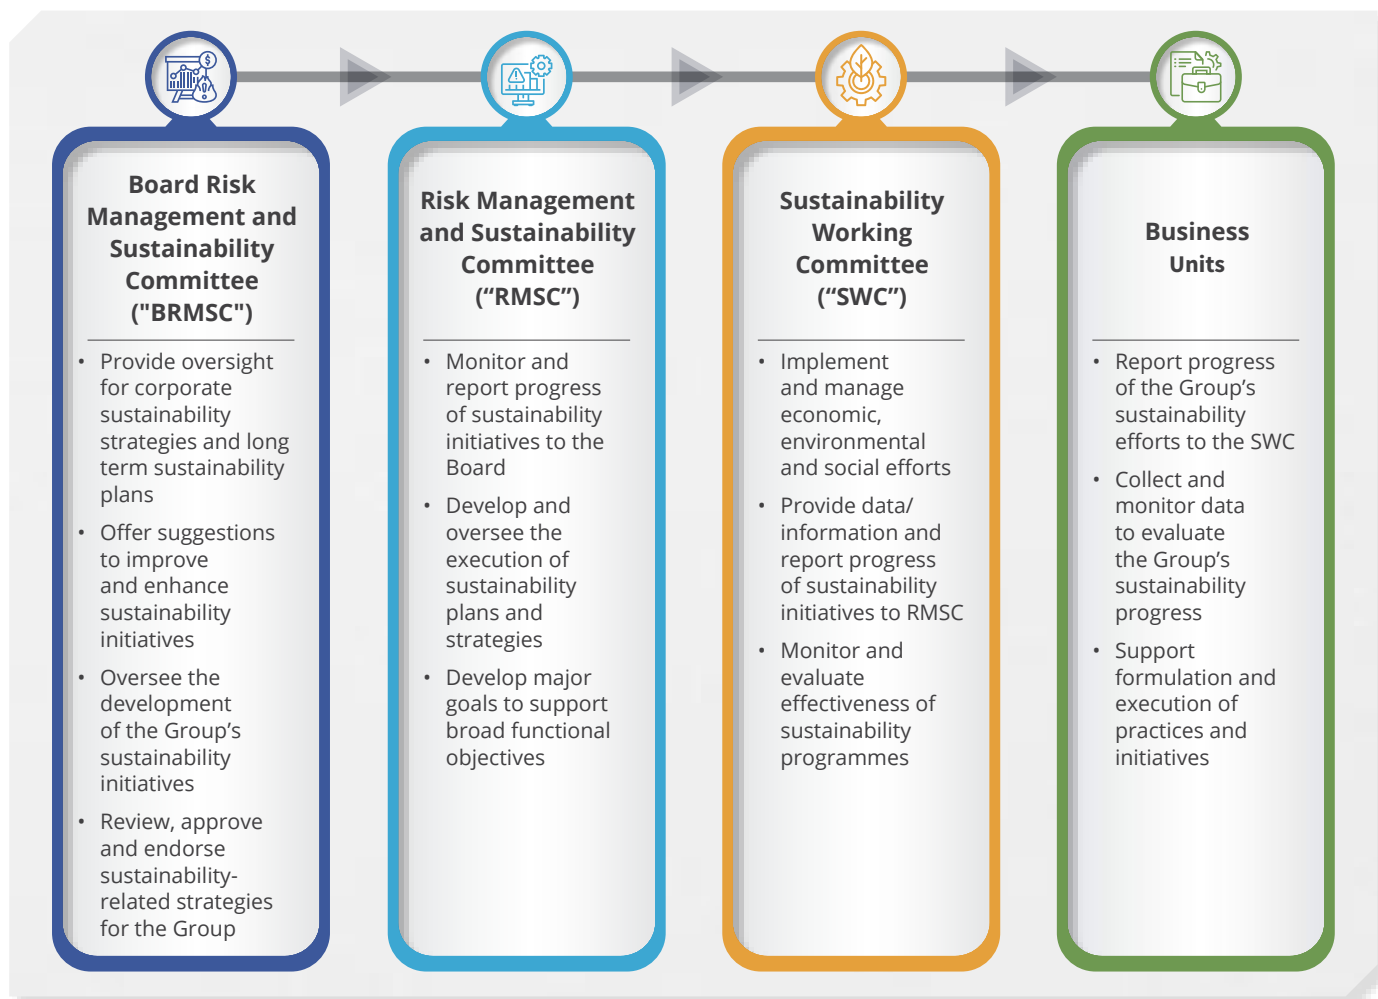 Board Risk
Management and
Sustainability
Committee
("BRMSC")
• Provide oversight
for corporate
sustainability
strategies and long
term sustainability
plans
• Offer suggestions
to improve
and enhance
sustainability
initiatives
• Oversee the
development
of the Group’s
sustainability
initiatives
• Review, approve
and endorse
sustainability-
related strategies
for the Group
Risk Management
and Sustainability
Committee
(“RMSC”)
• Monitor and
report progress
of sustainability
initiatives to the
Board
• Develop and
oversee the
execution of
sustainability
plans and
strategies
• Develop major
goals to support
broad functional
objectives
Sustainability
Working
Committee
(“SWC”)
• Implement
and manage
economic,
environmental
and social efforts
• Provide data/
information and
report progress
of sustainability
initiatives to RMSC
• Monitor and
evaluate
effectiveness of
sustainability
programmes
Business
Units
• Report progress
of the Group’s
sustainability
efforts to the SWC
• Collect and
monitor data
to evaluate
the Group’s
sustainability
progress
• Support
formulation and
execution of
practices and
initiatives